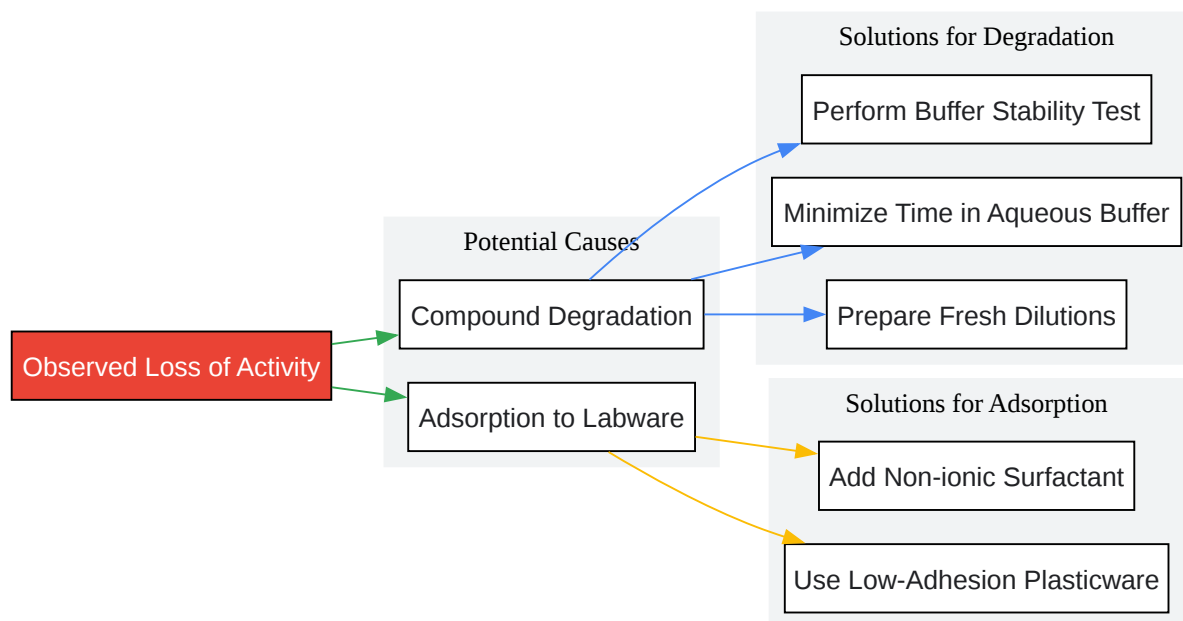 Observed Loss of Activity
Potential Causes
Compound Degradation
Adsorption to Labware
Solutions for Degradation
Perform Buffer Stability Test
Minimize Time in Aqueous Buffer
Prepare Fresh Dilutions
Solutions for Adsorption
Add Non-ionic Surfactant
Use Low-Adhesion Plasticware